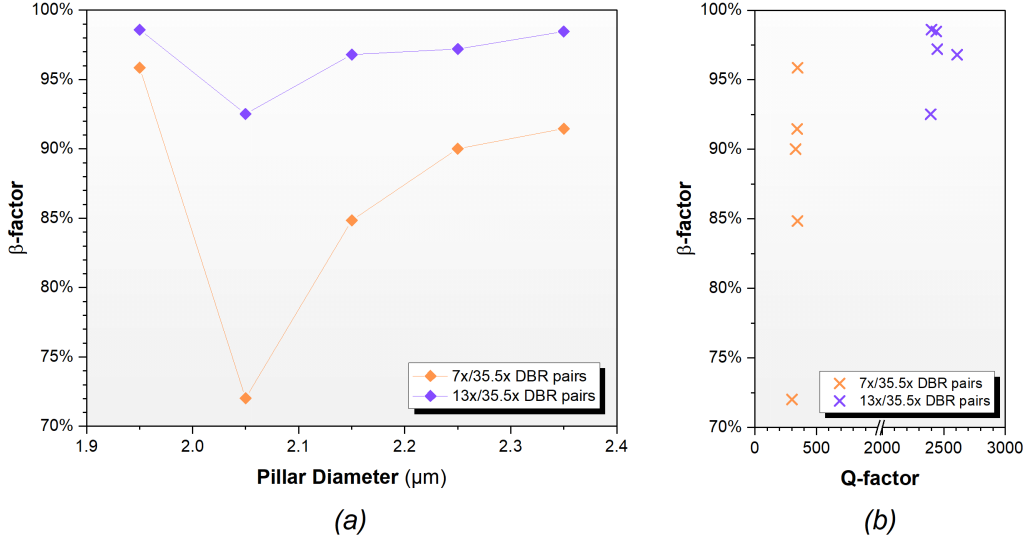 100%
95%
90%
85%
80%
75%
70%
β-factor
1.9
2.0
2.1
2.2
2.3
2.4
Pillar Diameter (μm)
7x/35.5x DBR pairs
13x/35.5x DBR pairs
(a)
100%
95%
90%
85%
80%
75%
70%
β-factor
0
500
2000
2500
3000
Q-factor
7x/35.5x DBR pairs
13x/35.5x DBR pairs
(b)